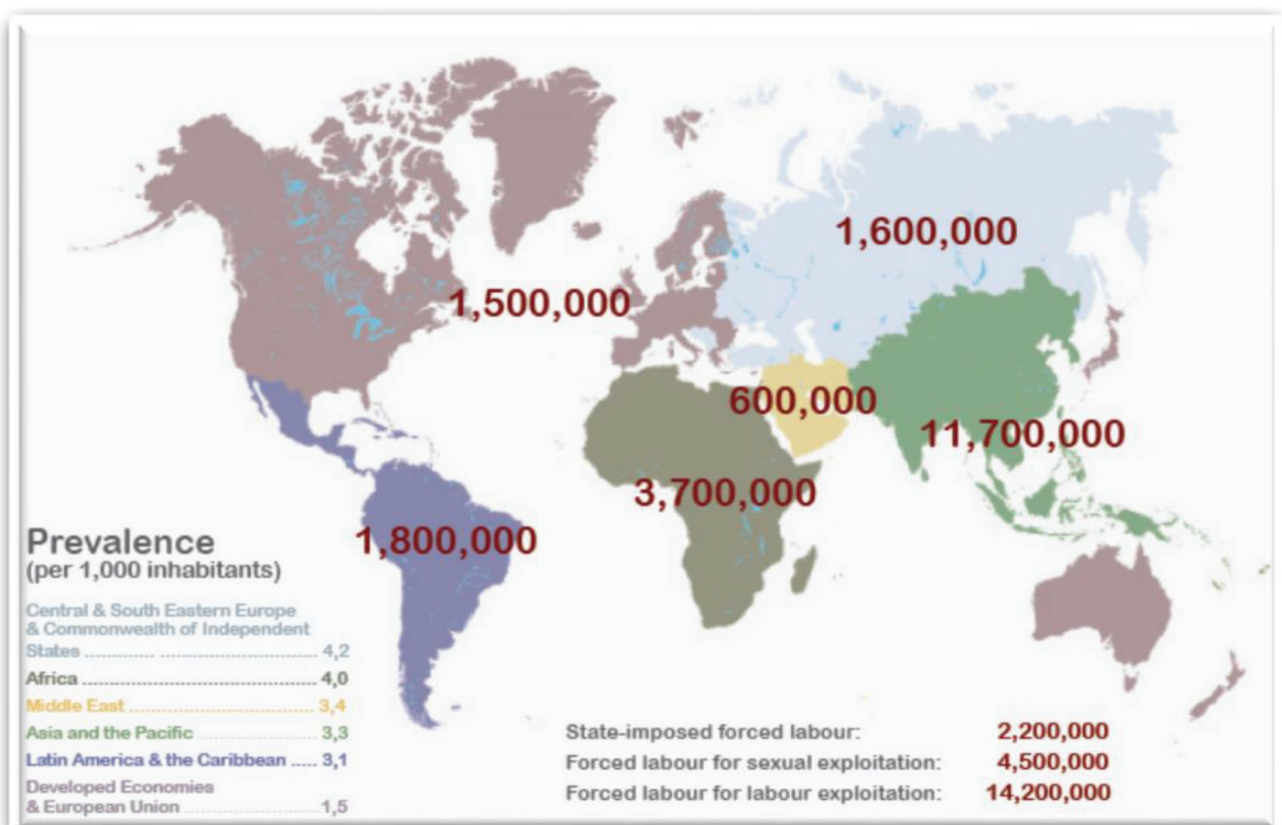 1,600,000
1,500,000
600,000
11,700,000
3,700,000
1,800,000
Prevalence
(per 1,000 inhabitants)
Central & South Eastern Europe
& Commonwealth of Independent
States ............. ................................ 4,2
Africa ............................................... 4,0
Middle East ..................................... 3,4
Asia and the Pacific ........................ 3,3
Latin America & the Caribbean ..... 3,1
Developed Economies
& European Union .......................... 1,5
State-imposed forced labour: 2,200,000
Forced labour for sexual exploitation: 4,500,000
Forced labour for labour exploitation: 14,200,000